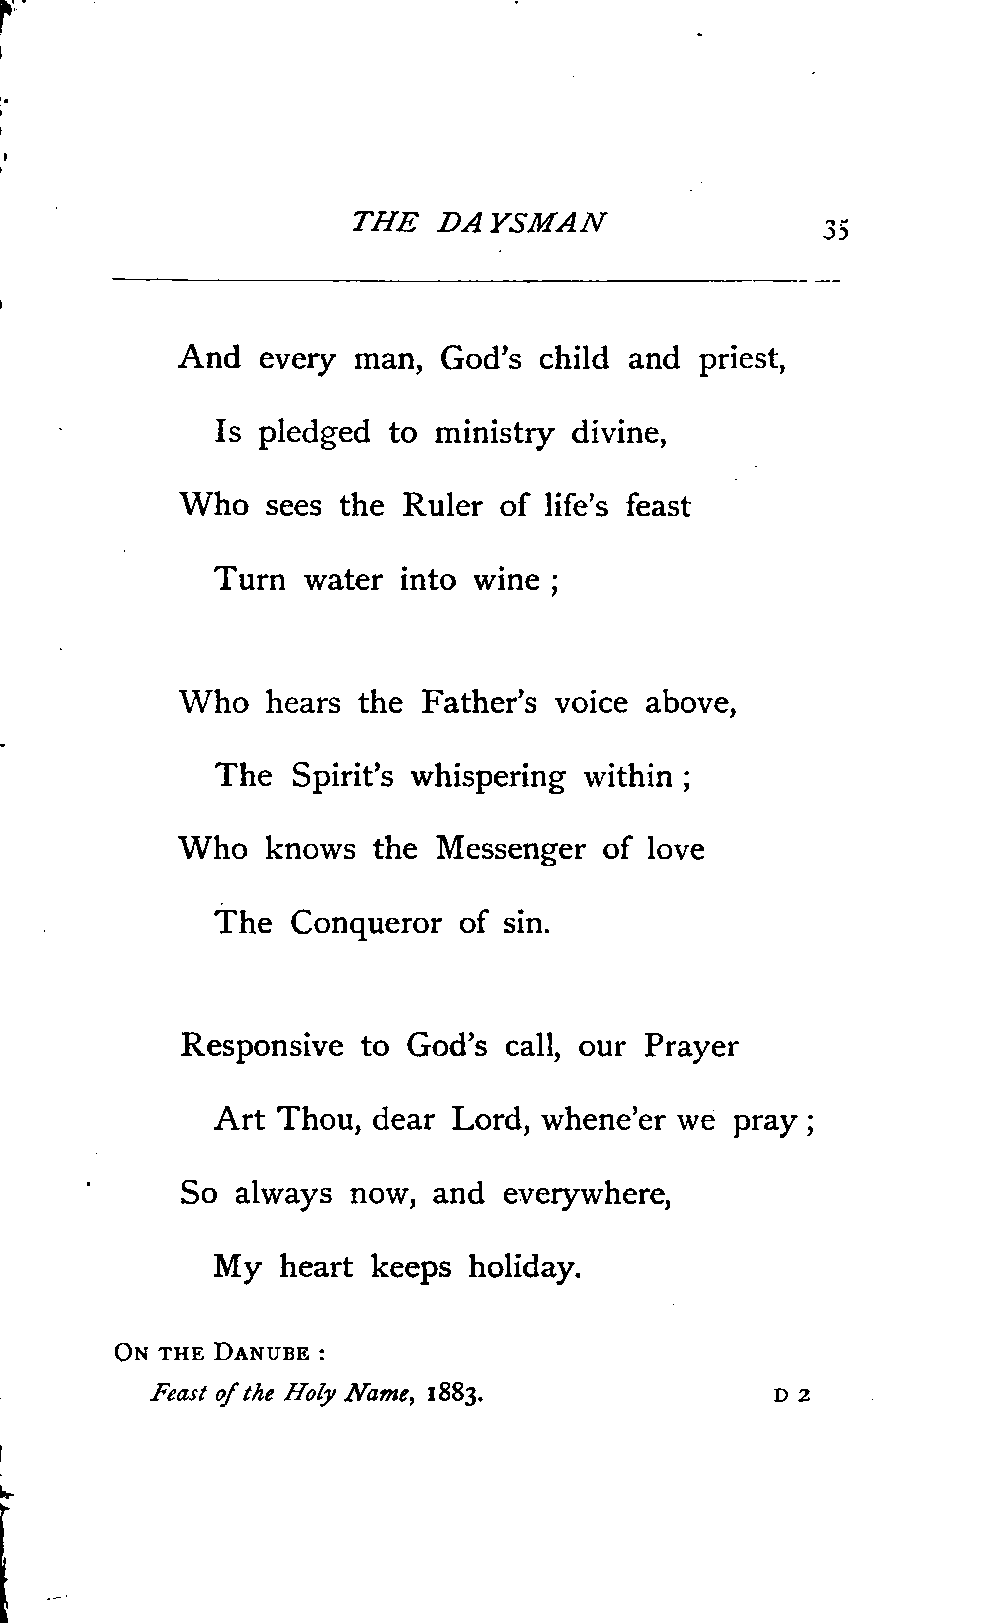 THE DAYSMAN 35
And every man, God's child and priest,
Is pledged to ministry divine,
Who sees the Ruler of life's feast
Turn water into wine ;
Who hears the Father's voice above,
The Spirit's whispering within ;
Who knows the Messenger of love
The Conqueror of sin.
Responsive to God's call, our Prayer
Art Thou, dear Lord, whene'er we pray ;
So always now, and everywhere,
My heart keeps holiday.
ON THE DANUBE :
Feast of the Holy Name, 1883. D 2